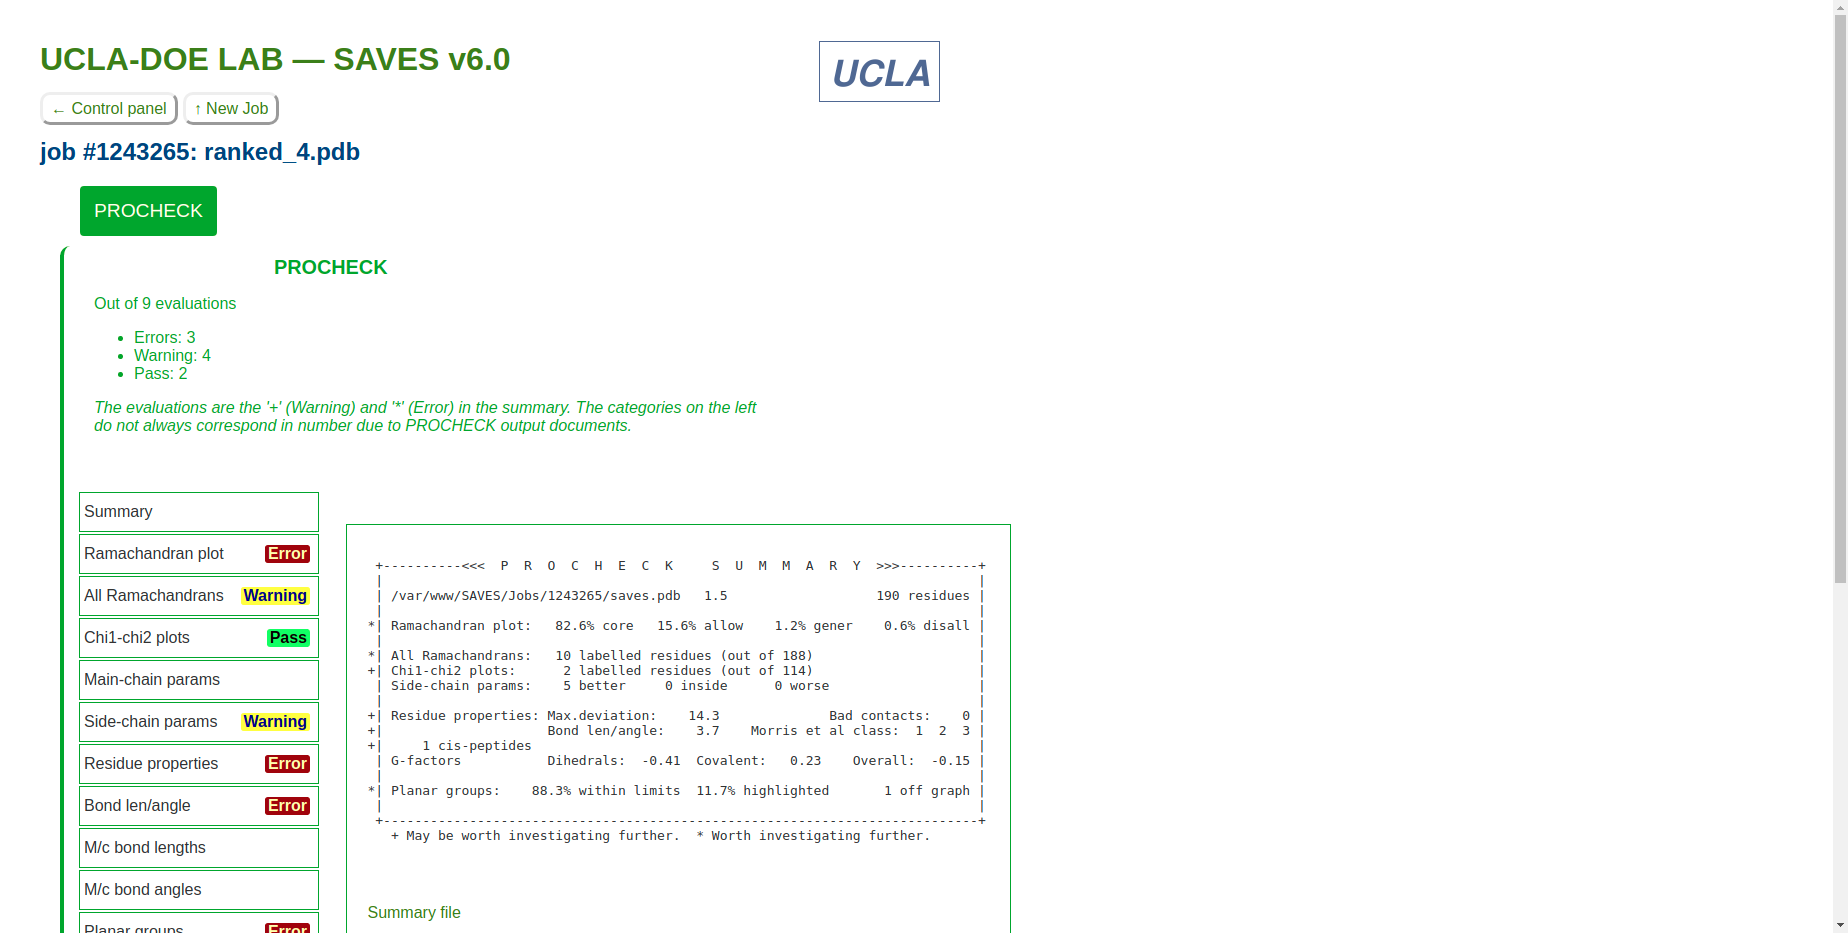 UCLA-DOE LAB — SAVES v6.0
UCLA
← Control panel
↑ New Job
job #1243265: ranked_4.pdb
PROCHECK
PROCHECK
Out of 9 evaluations
• Errors: 3
• Warning: 4
• Pass: 2
The evaluations are the '+' (Warning) and '*' (Error) in the summary. The categories on the left
do not always correspond in number due to PROCHECK output documents.
Summary
Ramachandran plot Error
All Ramachandrans Warning
Chi1-chi2 plots Pass
Main-chain params
Side-chain params Warning
Residue properties Error
Bond len/angle Error
M/c bond lengths
M/c bond angles
Planar groups Error
+----------<<<  P  R  O  C  H  E  C  K     S  U  M  M  A  R  Y  >>>----------+
|                                                                            |
| /var/www/SAVES/Jobs/1243265/saves.pdb   1.5                   190 residues |
|                                                                            |
*| Ramachandran plot:   82.6% core   15.6% allow    1.2% gener    0.6% disall |
|                                                                            |
*| All Ramachandrans:   10 labelled residues (out of 188)                     |
+| Chi1-chi2 plots:      2 labelled residues (out of 114)                     |
| Side-chain params:    5 better     0 inside      0 worse                   |
|                                                                            |
+| Residue properties: Max.deviation:    14.3              Bad contacts:    0 |
+|                     Bond len/angle:    3.7    Morris et al class:  1  2  3 |
+|     1 cis-peptides                                                         |
| G-factors           Dihedrals:  -0.41  Covalent:   0.23    Overall:  -0.15 |
|                                                                            |
*| Planar groups:    88.3% within limits  11.7% highlighted       1 off graph |
|                                                                            |
+----------------------------------------------------------------------------+
+ May be worth investigating further.  * Worth investigating further.
Summary file